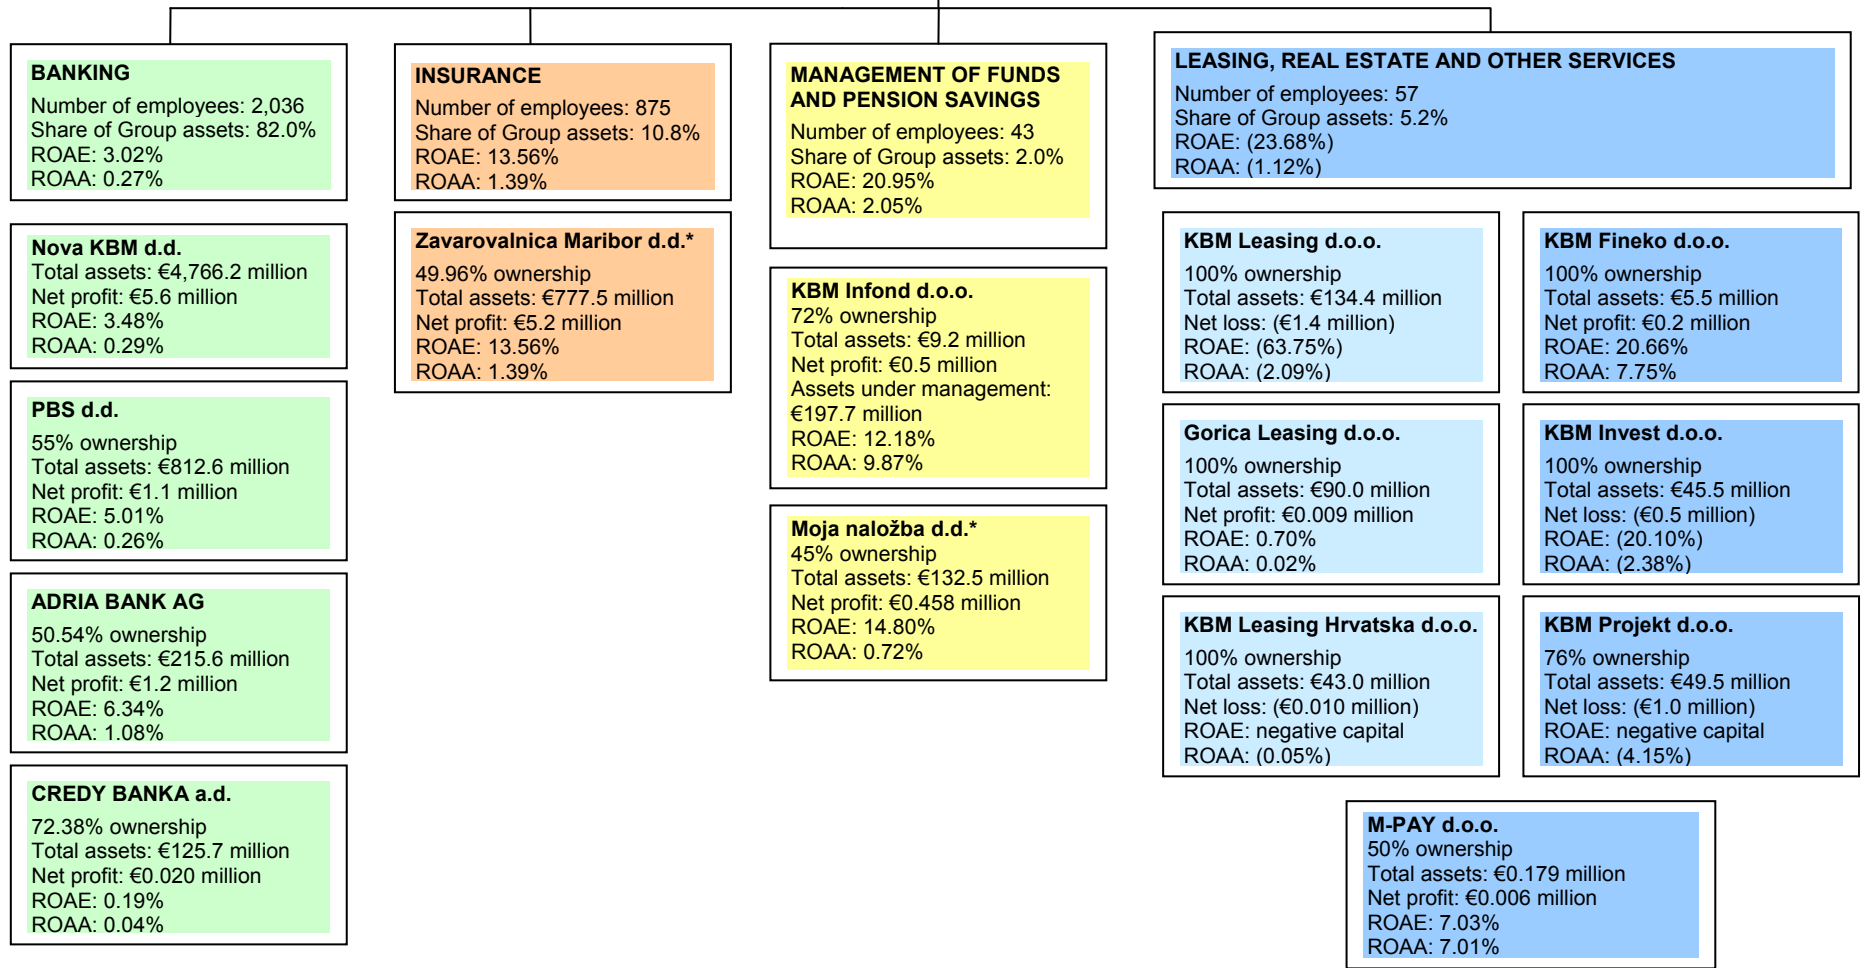 BANKING
Number of employees: 2,036
Share of Group assets: 82.0%
ROAE: 3.02%
ROAA: 0.27%
Nova KBM d.d.
Total assets: €4,766.2 million
Net profit: €5.6 million
ROAE: 3.48%
ROAA: 0.29%
PBS d.d.
55% ownership
Total assets: €812.6 million
Net profit: €1.1 million
ROAE: 5.01%
ROAA: 0.26%
ADRIA BANK AG
50.54% ownership
Total assets: €215.6 million
Net profit: €1.2 million
ROAE: 6.34%
ROAA: 1.08%
CREDY BANKA a.d.
72.38% ownership
Total assets: €125.7 million
Net profit: €0.020 million
ROAE: 0.19%
ROAA: 0.04%
INSURANCE
Number of employees: 875
Share of Group assets: 10.8%
ROAE: 13.56%
ROAA: 1.39%
Zavarovalnica Maribor d.d.*
49.96% ownership
Total assets: €777.5 million
Net profit: €5.2 million
ROAE: 13.56%
ROAA: 1.39%
MANAGEMENT OF FUNDS
AND PENSION SAVINGS
Number of employees: 43
Share of Group assets: 2.0%
ROAE: 20.95%
ROAA: 2.05%
KBM Infond d.o.o.
72% ownership
Total assets: €9.2 million
Net profit: €0.5 million
Assets under management:
€197.7 million
ROAE: 12.18%
ROAA: 9.87%
Moja naložba d.d.*
45% ownership
Total assets: €132.5 million
Net profit: €0.458 million
ROAE: 14.80%
ROAA: 0.72%
LEASING, REAL ESTATE AND OTHER SERVICES
Number of employees: 57
Share of Group assets: 5.2%
ROAE: (23.68%)
ROAA: (1.12%)
KBM Leasing d.o.o.
100% ownership
Total assets: €134.4 million
Net loss: (€1.4 million)
ROAE: (63.75%)
ROAA: (2.09%)
Gorica Leasing d.o.o.
100% ownership
Total assets: €90.0 million
Net profit: €0.009 million
ROAE: 0.70%
ROAA: 0.02%
KBM Leasing Hrvatska d.o.o.
100% ownership
Total assets: €43.0 million
Net loss: (€0.010 million)
ROAE: negative capital
ROAA: (0.05%)
KBM Fineko d.o.o.
100% ownership
Total assets: €5.5 million
Net profit: €0.2 million
ROAE: 20.66%
ROAA: 7.75%
KBM Invest d.o.o.
100% ownership
Total assets: €45.5 million
Net loss: (€0.5 million)
ROAE: (20.10%)
ROAA: (2.38%)
KBM Projekt d.o.o.
76% ownership
Total assets: €49.5 million
Net loss: (€1.0 million)
ROAE: negative capital
ROAA: (4.15%)
M-PAY d.o.o.
50% ownership
Total assets: €0.179 million
Net profit: €0.006 million
ROAE: 7.03%
ROAA: 7.01%